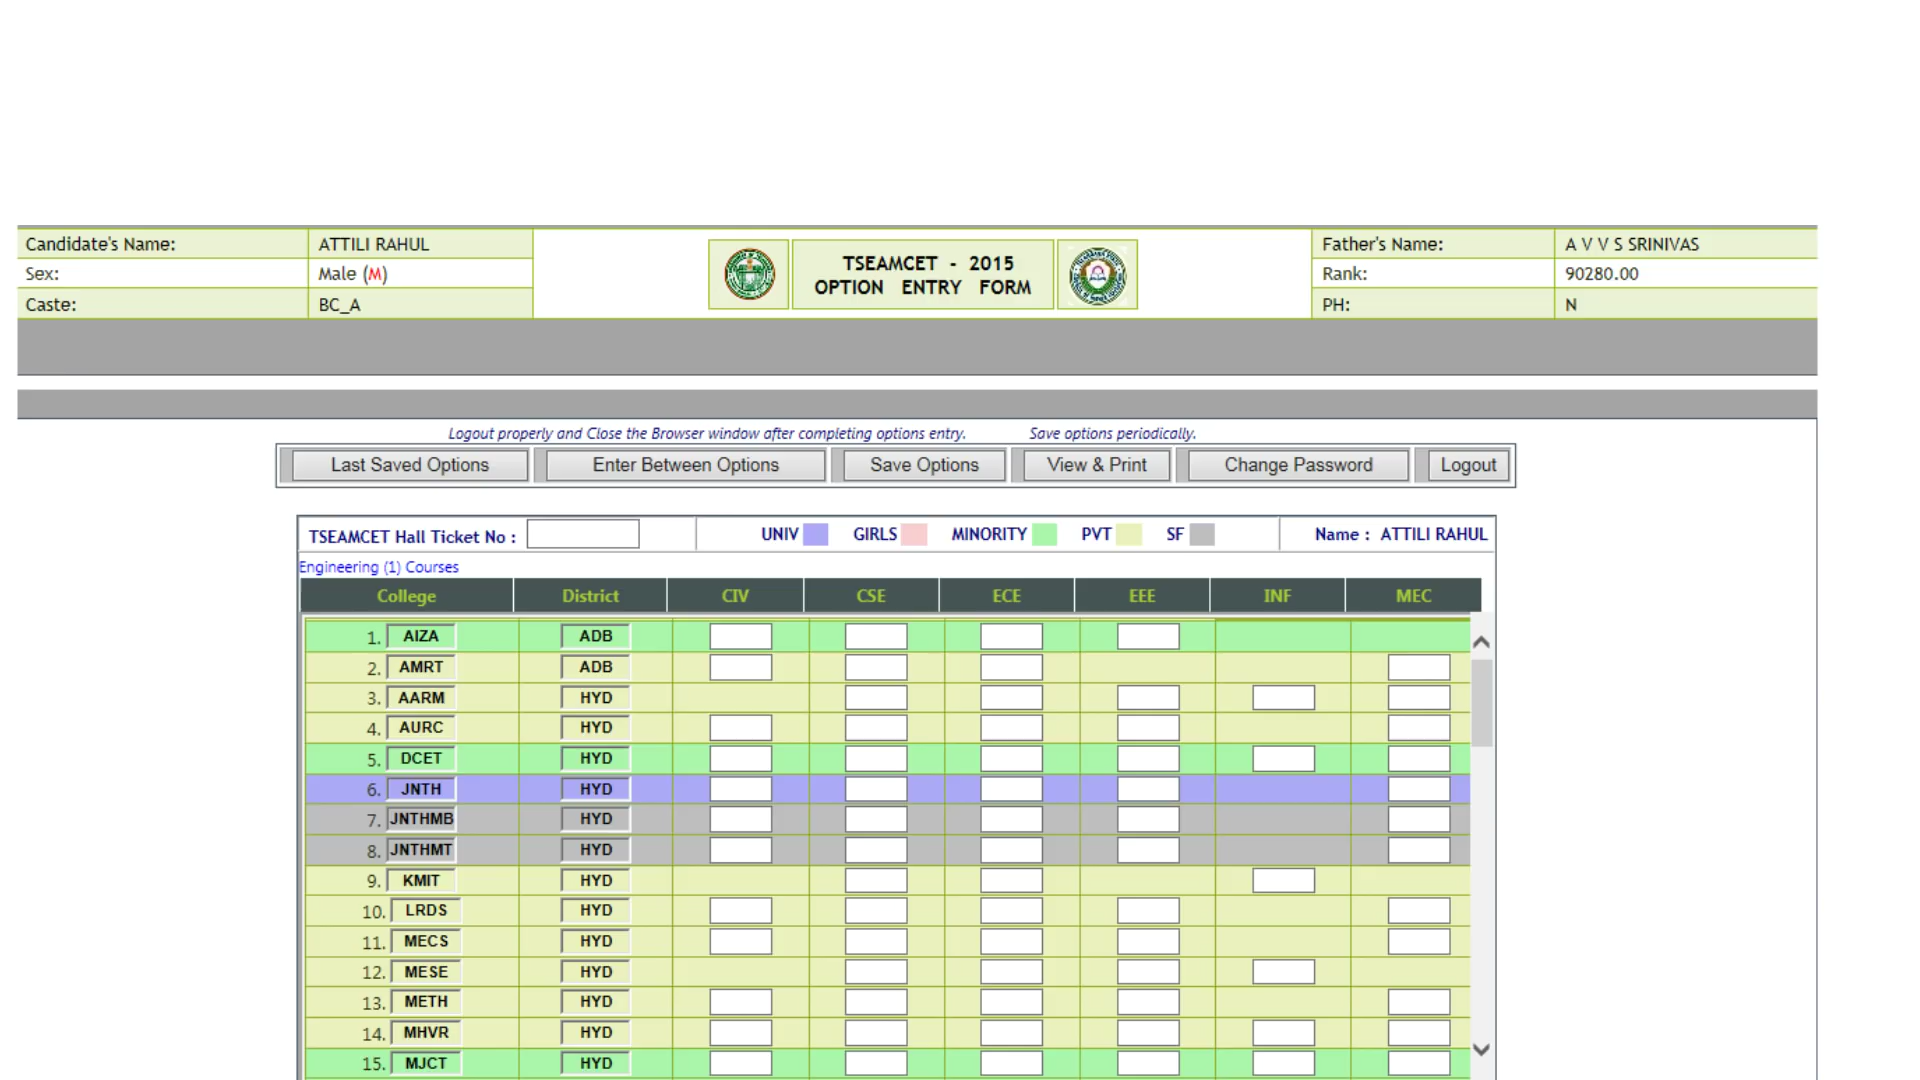 Candidate's Name: ATTILI RAHUL
Sex: Male (M)
Caste: BC_A
TSEAMCET - 2015
OPTION ENTRY FORM
Father's Name: A V V S SRINIVAS
Rank: 90280.00
PH: N
Logout properly and Close the Browser window after completing options entry. Save options periodically.
Last Saved Options Enter Between Options Save Options View & Print Change Password Logout
TSEAMCET Hall Ticket No : UNIV GIRLS MINORITY PVT SF Name : ATTILI RAHUL
Engineering (1) Courses
College District CIV CSE ECE EEE INF MEC
1. AIZA ADB
2. AMRT ADB
3. AARM HYD
4. AURC HYD
5. DCET HYD
6. JNTH HYD
7. JNTHMB HYD
8. JNTHMT HYD
9. KMIT HYD
10. LRDS HYD
11. MECS HYD
12. MESE HYD
13. METH HYD
14. MHVR HYD
15. MJCT HYD